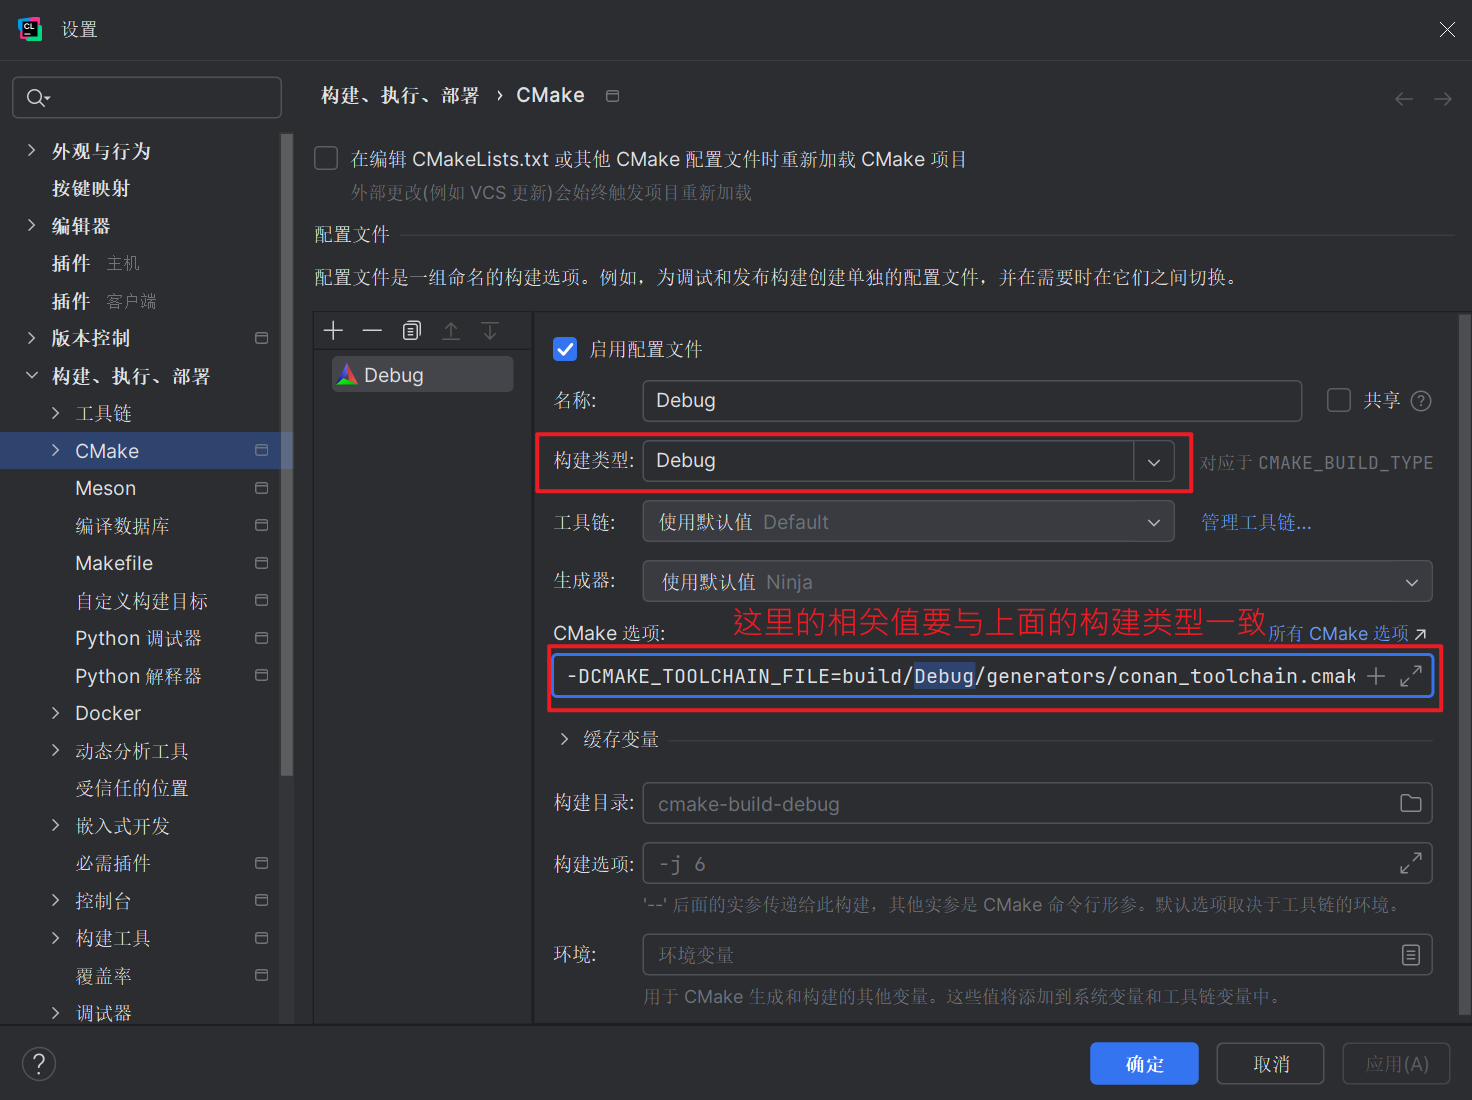 CL
设置
构建、执行、部署 › CMake
在编辑 CMakeLists.txt 或其他 CMake 配置文件时重新加载 CMake 项目
外部更改(例如 VCS 更新)会始终触发项目重新加载
配置文件
配置文件是一组命名的构建选项。例如，为调试和发布构建创建单独的配置文件，并在需要时在它们之间切换。
外观与行为
按键映射
编辑器
插件 主机
插件 客户端
版本控制
构建、执行、部署
工具链
CMake
Meson
编译数据库
Makefile
自定义构建目标
Python 调试器
Python 解释器
Docker
动态分析工具
受信任的位置
嵌入式开发
必需插件
控制台
构建工具
覆盖率
调试器
Debug
启用配置文件
名称: Debug 共享 ?
构建类型: Debug 对应于 CMAKE_BUILD_TYPE
工具链: 使用默认值 Default 管理工具链...
生成器: 使用默认值 Ninja
这里的相关值要与上面的构建类型一致
CMake 选项: 所有 CMake 选项↗
-DCMAKE_TOOLCHAIN_FILE=build/Debug/generators/conan_toolchain.cmak
缓存变量
构建目录: cmake-build-debug
构建选项: -j 6
'--' 后面的实参传递给此构建，其他实参是 CMake 命令行形参。默认选项取决于工具链的环境。
环境: 环境变量
用于 CMake 生成和构建的其他变量。这些值将添加到系统变量和工具链变量中。
? 确定 取消 应用(A)